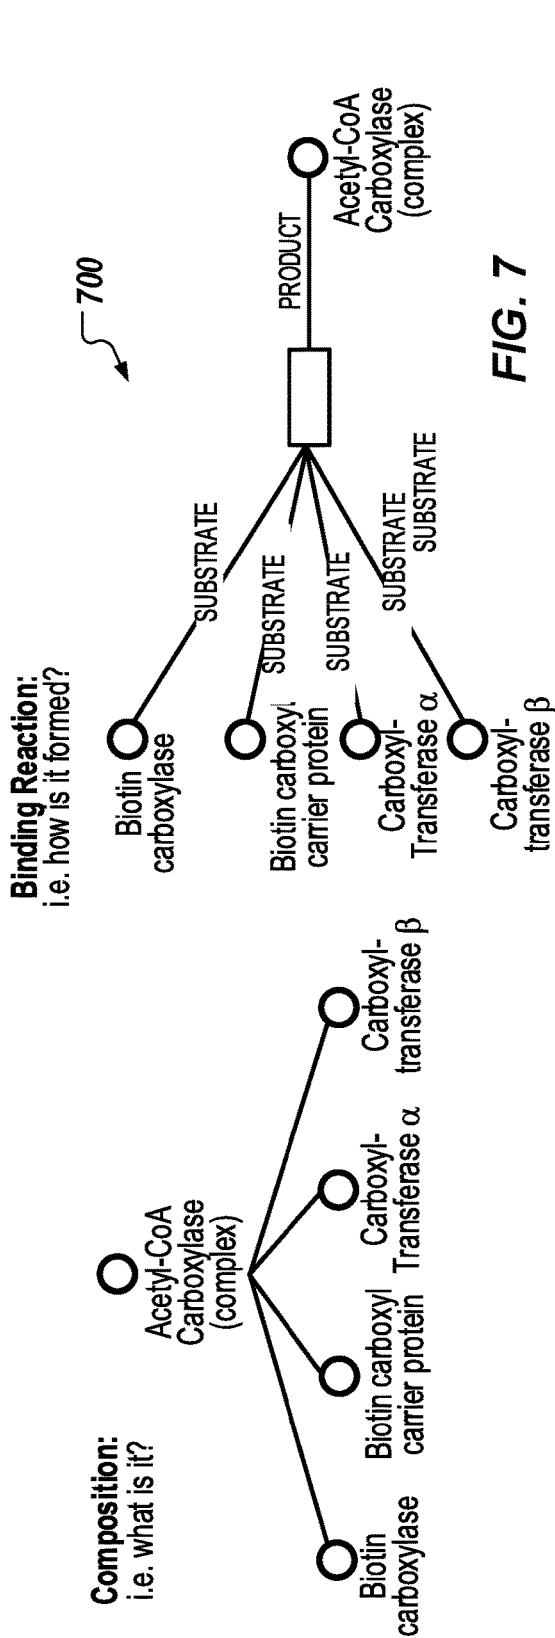 Composition:
i.e. what is it?
Acetyl-CoA
Carboxylase
(complex)
Biotin
carboxylase
Biotin carboxyl
carrier protein
Carboxyl-
Transferase α
Carboxyl-
transferase β
Binding Reaction:
i.e. how is it formed?
Biotin
carboxylase
Biotin carboxyl
carrier protein
Carboxyl-
Transferase α
Carboxyl-
transferase β
SUBSTRATE
SUBSTRATE
SUBSTRATE
SUBSTRATE
SUBSTRATE
PRODUCT
Acetyl-CoA
Carboxylase
(complex)
700
FIG. 7